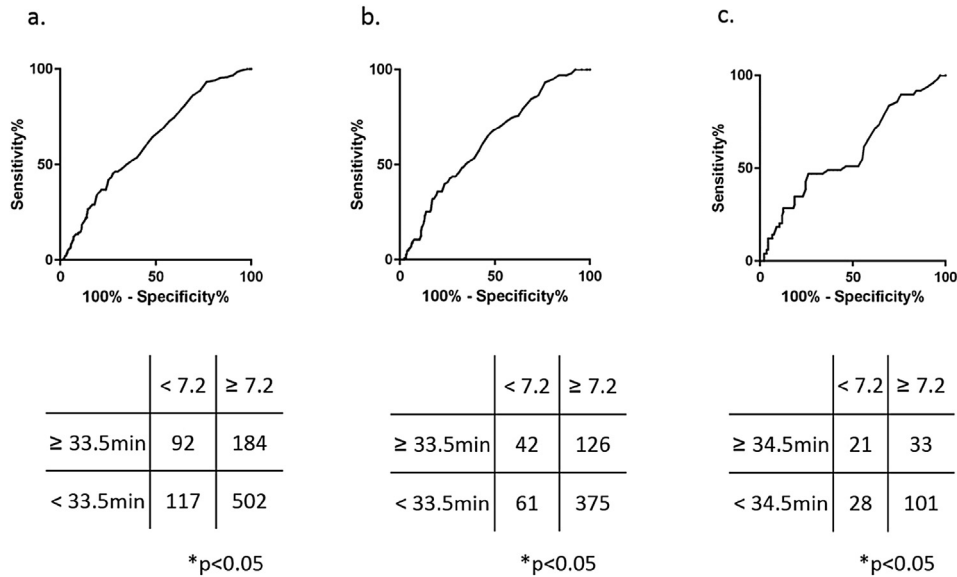 a.
b.
c.
100
50
0
Sensitivity%
0 50 100
100% - Specificity%
100
50
0
Sensitivity%
0 50 100
100% - Specificity%
100
50
0
Sensitivity%
0 50 100
100% - Specificity%
< 7.2 ≥ 7.2
≥ 33.5min 92 184
< 33.5min 117 502
*p<0.05
< 7.2 ≥ 7.2
≥ 33.5min 42 126
< 33.5min 61 375
*p<0.05
< 7.2 ≥ 7.2
≥ 34.5min 21 33
< 34.5min 28 101
*p<0.05